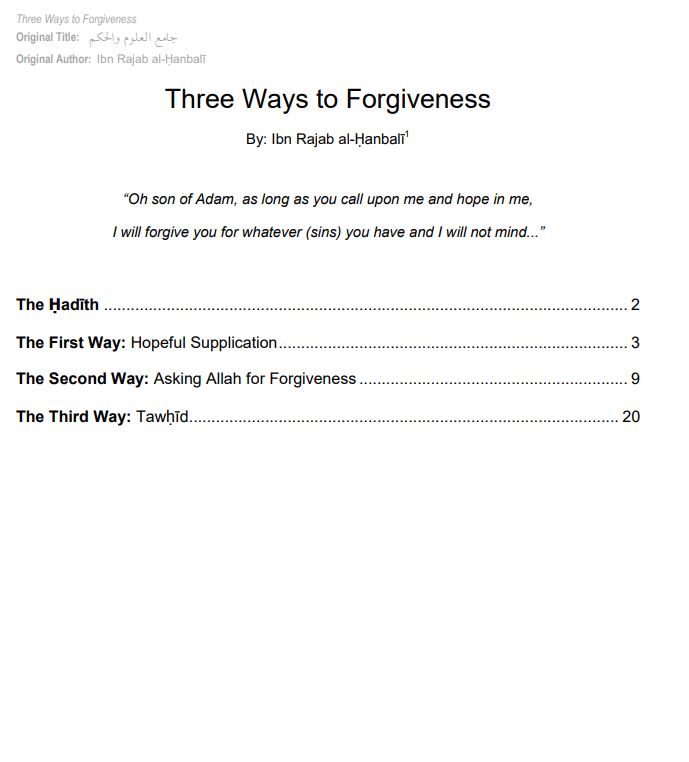 Three Ways to Forgiveness
Original Title: جامع العلوم والحكم
Original Author: Ibn Rajab al-Ḥanbalī
Three Ways to Forgiveness
By: Ibn Rajab al-Ḥanbalī¹
“Oh son of Adam, as long as you call upon me and hope in me,
I will forgive you for whatever (sins) you have and I will not mind...”
The Ḥadīth ........................................................................................................................ 2
The First Way: Hopeful Supplication.............................................................................. 3
The Second Way: Asking Allah for Forgiveness ............................................................ 9
The Third Way: Tawḥīd................................................................................................ 20